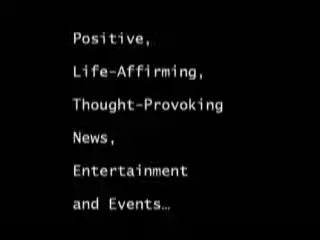 Positive,
Life-Affirming,
Thought-Provoking
News,
Entertainment
and Events…